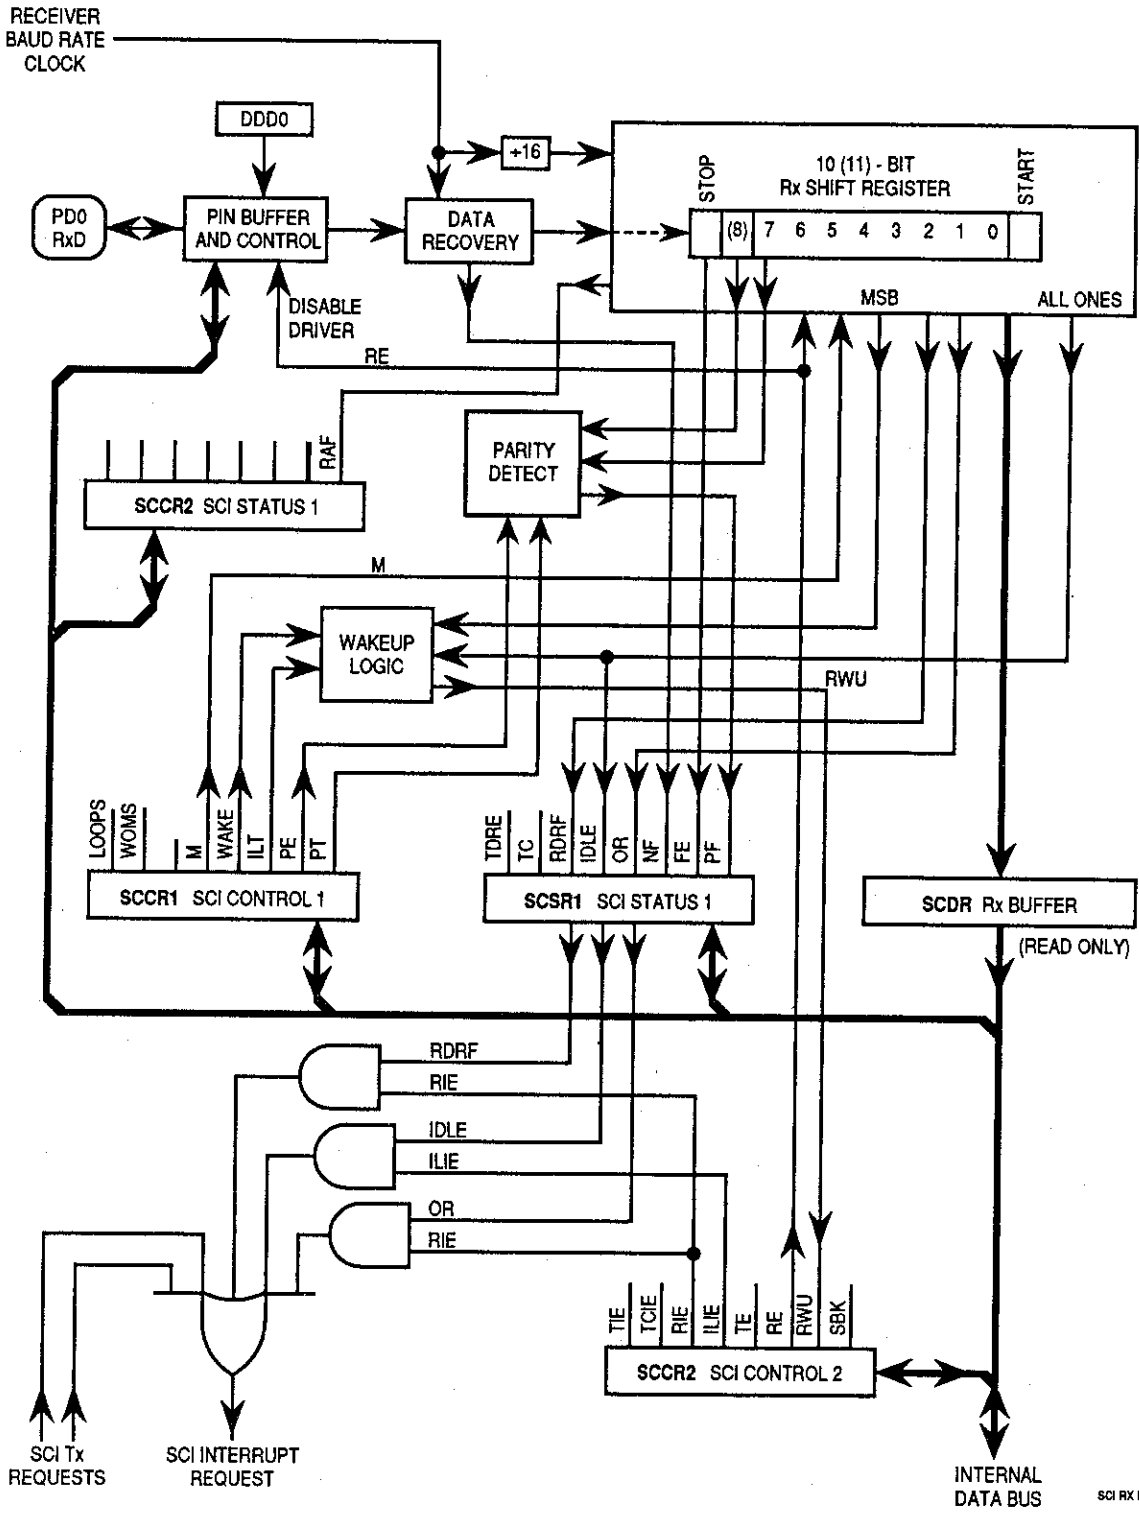 RECEIVER
BAUD RATE
CLOCK
DDD0
÷16
10 (11) - BIT
Rx SHIFT REGISTER
STOP
START
PD0
RxD
PIN BUFFER
AND CONTROL
DATA
RECOVERY
(8) 7 6 5 4 3 2 1 0
DISABLE
DRIVER
MSB
ALL ONES
RE
RAF
PARITY
DETECT
SCCR2 SCI STATUS 1
M
WAKEUP
LOGIC
RWU
LOOPS
WOMS
M
WAKE
ILT
PE
PT
TDRE
TC
RDRF
IDLE
OR
NF
FE
PF
SCCR1 SCI CONTROL 1
SCSR1 SCI STATUS 1
SCDR Rx BUFFER
(READ ONLY)
RDRF
RIE
IDLE
ILIE
OR
RIE
TIE
TCIE
RIE
ILIE
TE
RE
RWU
SBK
SCCR2 SCI CONTROL 2
SCI Tx
REQUESTS
SCI INTERRUPT
REQUEST
INTERNAL
DATA BUS
SCI RX